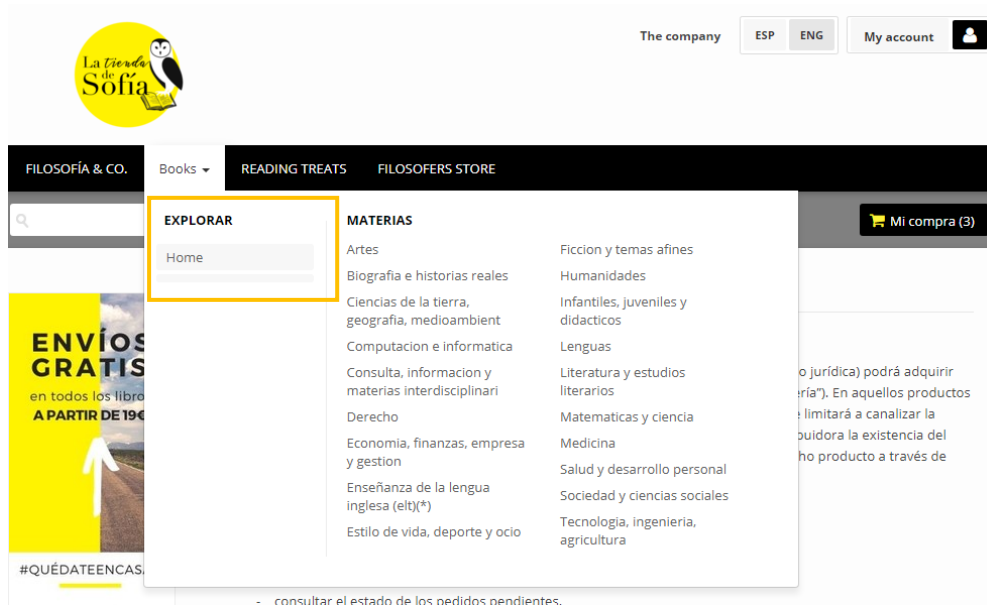 The company
ESP
ENG
My account
La tienda
de
Sofía
FILOSOFÍA & CO.
Books
READING TREATS
FILOSOFERS STORE
Mi compra (3)
EXPLORAR
Home
MATERIAS
Artes
Biografia e historias reales
Ciencias de la tierra,
geografia, medioambient
Computacion e informatica
Consulta, informacion y
materias interdisciplinari
Derecho
Economia, finanzas, empresa
y gestion
Enseñanza de la lengua
inglesa (elt)(*)
Estilo de vida, deporte y ocio
Ficcion y temas afines
Humanidades
Infantiles, juveniles y
didacticos
Lenguas
Literatura y estudios
literarios
Matematicas y ciencia
Medicina
Salud y desarrollo personal
Sociedad y ciencias sociales
Tecnologia, ingenieria,
agricultura
ENVÍOS
GRATIS
en todos los libro
A PARTIR DE 19€
#QUÉDATEENCASA
o jurídica) podrá adquirir
ería”). En aquellos productos
limitará a canalizar la
buidora la existencia del
ho producto a través de
- consultar el estado de los pedidos pendientes.